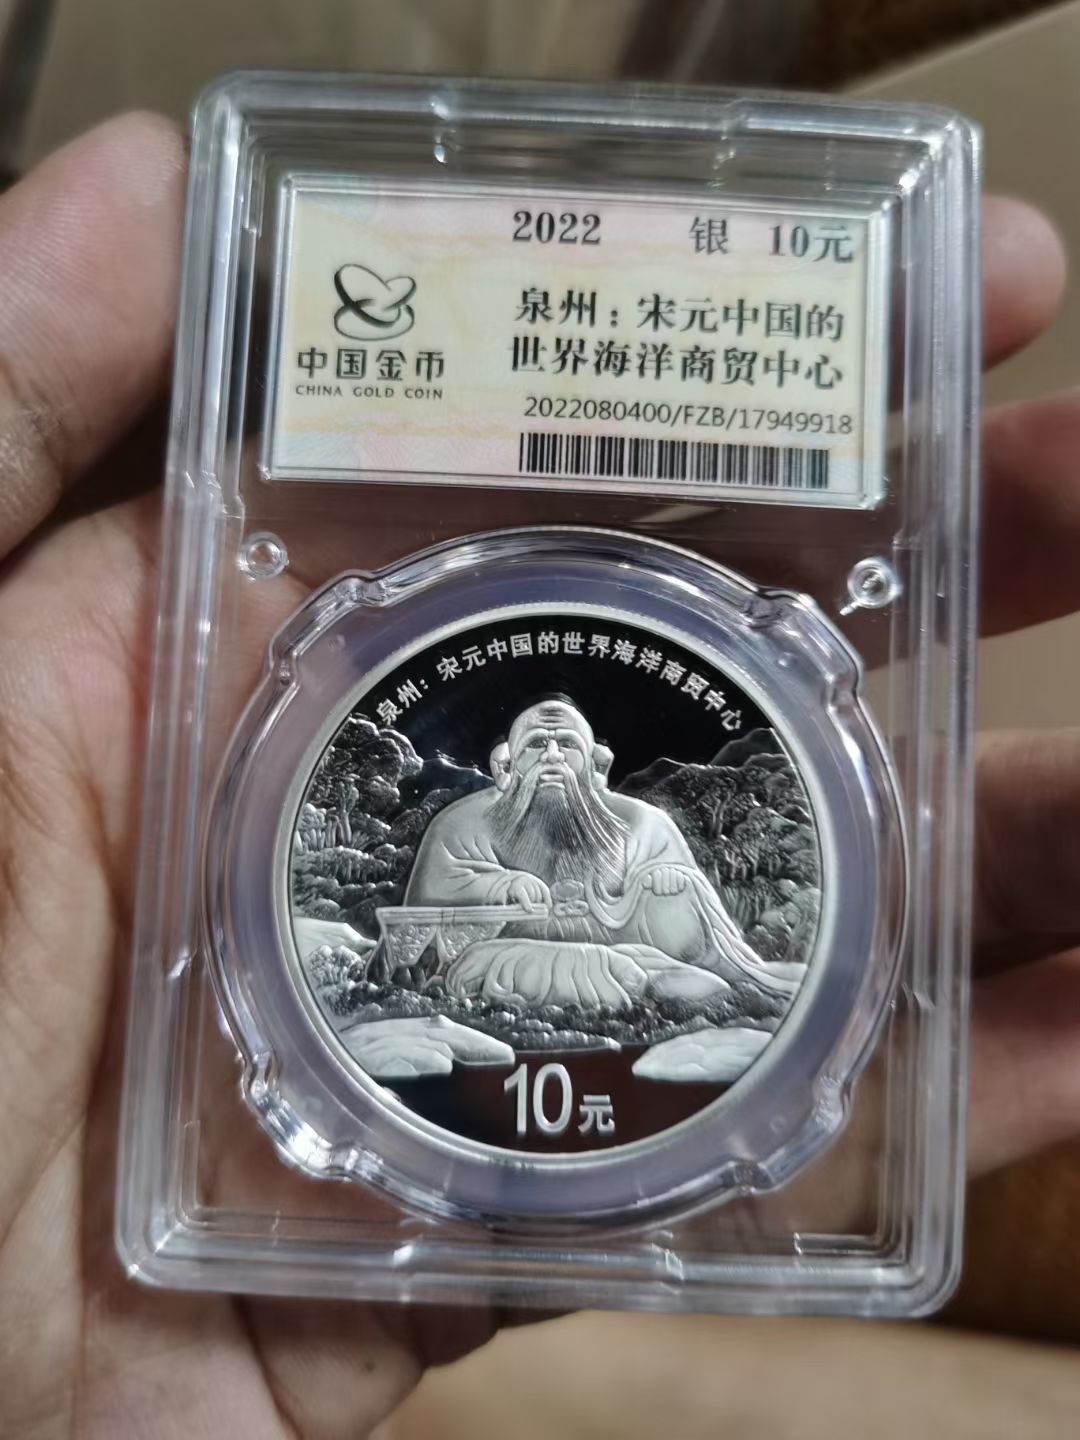 2022 银 10元
中国金币
CHINA GOLD COIN
泉州：宋元中国的
世界海洋商贸中心
2022080400/FZB/17949918
泉州：宋元中国的世界海洋商贸中心
10元